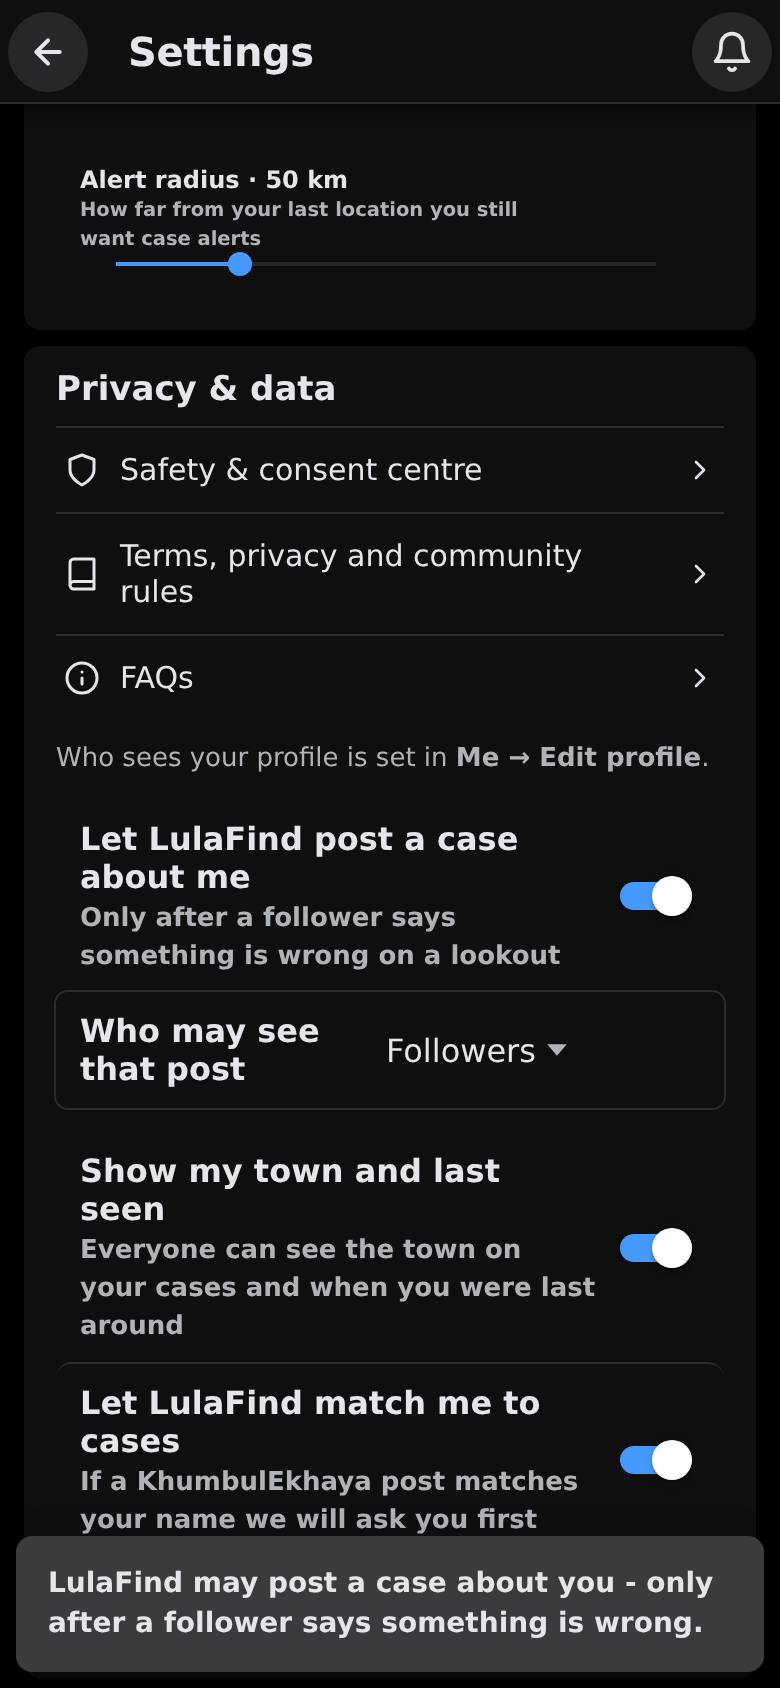 Settings
Alert radius · 50 km
How far from your last location you still
want case alerts
Privacy & data
Safety & consent centre
Terms, privacy and community
rules
FAQs
Who sees your profile is set in Me → Edit profile.
Let LulaFind post a case
about me
Only after a follower says
something is wrong on a lookout
Who may see
that post
Followers
Show my town and last
seen
Everyone can see the town on
your cases and when you were last
around
Let LulaFind match me to
cases
If a KhumbulEkhaya post matches
your name we will ask you first
LulaFind may post a case about you - only
after a follower says something is wrong.